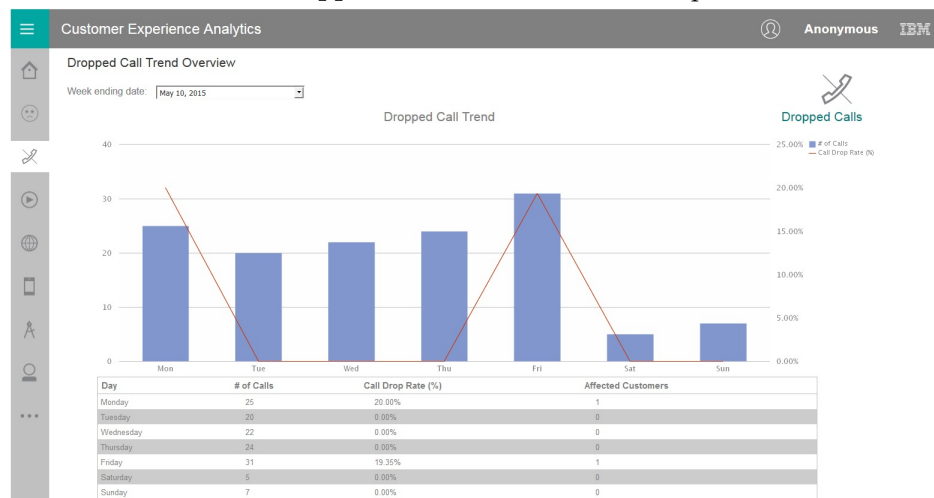 Customer Experience Analytics
Anonymous
IBM
Dropped Call Trend Overview
Week ending date: May 10, 2015
Dropped Calls
Dropped Call Trend
# of Calls
Call Drop Rate (%)
40
30
20
10
0
25.00%
20.00%
15.00%
10.00%
5.00%
0.00%
Mon Tue Wed Thu Fri Sat Sun
Day # of Calls Call Drop Rate (%) Affected Customers
Monday 25 20.00% 1
Tuesday 20 0.00% 0
Wednesday 22 0.00% 0
Thursday 24 0.00% 0
Friday 31 19.35% 1
Saturday 5 0.00% 0
Sunday 7 0.00% 0